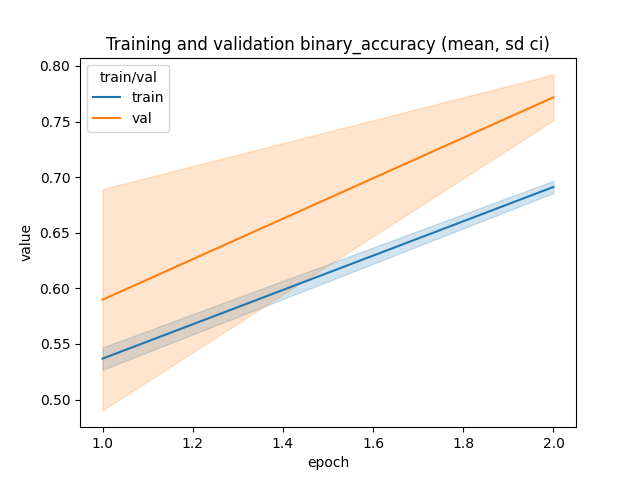 Training and validation binary_accuracy (mean, sd ci)
train/val
train
val
value
0.80
0.75
0.70
0.65
0.60
0.55
0.50
1.0 1.2 1.4 1.6 1.8 2.0
epoch